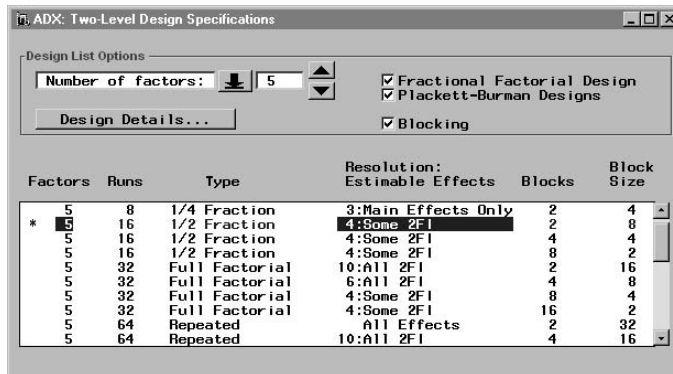 ADX: Two-Level Design Specifications
Design List Options
Number of factors: 5
Fractional Factorial Design
Plackett-Burman Designs
Design Details...
Blocking
Resolution: Block
Factors Runs Type Estimable Effects Blocks Size
5 8 1/4 Fraction 3:Main Effects Only 2 4
* 5 16 1/2 Fraction 4:Some 2FI 2 8
5 16 1/2 Fraction 4:Some 2FI 4 4
5 16 1/2 Fraction 4:Some 2FI 8 2
5 32 Full Factorial 10:All 2FI 2 16
5 32 Full Factorial 6:All 2FI 4 8
5 32 Full Factorial 4:Some 2FI 8 4
5 32 Full Factorial 4:Some 2FI 16 2
5 64 Repeated All Effects 2 32
5 64 Repeated 10:All 2FI 4 16